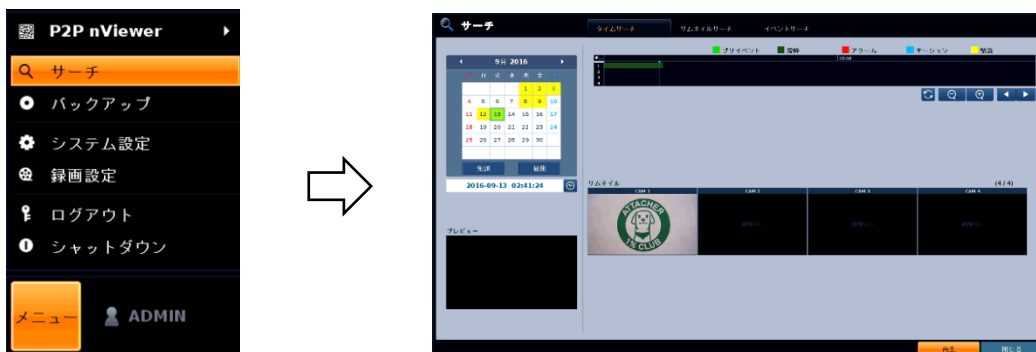 P2P nViewer
サーチ
バックアップ
システム設定
録画設定
ログアウト
シャットダウン
メニュー
ADMIN
サーチ
タイムサーチ サムネイルサーチ イベントサーチ
プリイベント 常時 アラーム モーション 緊急
9月 2016
日 月 火 水 木 金 土
1 2 3
4 5 6 7 8 9 10
11 12 13 14 15 16 17
18 19 20 21 22 23 24
25 26 27 28 29 30
03:00
1
2
3
4
2016-09-13 02:41:24
プレビュー
サムネイル (4/4)
CAM 1 CAM 2 CAM 3 CAM 4
ATTACHER
1% CLUB
再生 閉じる